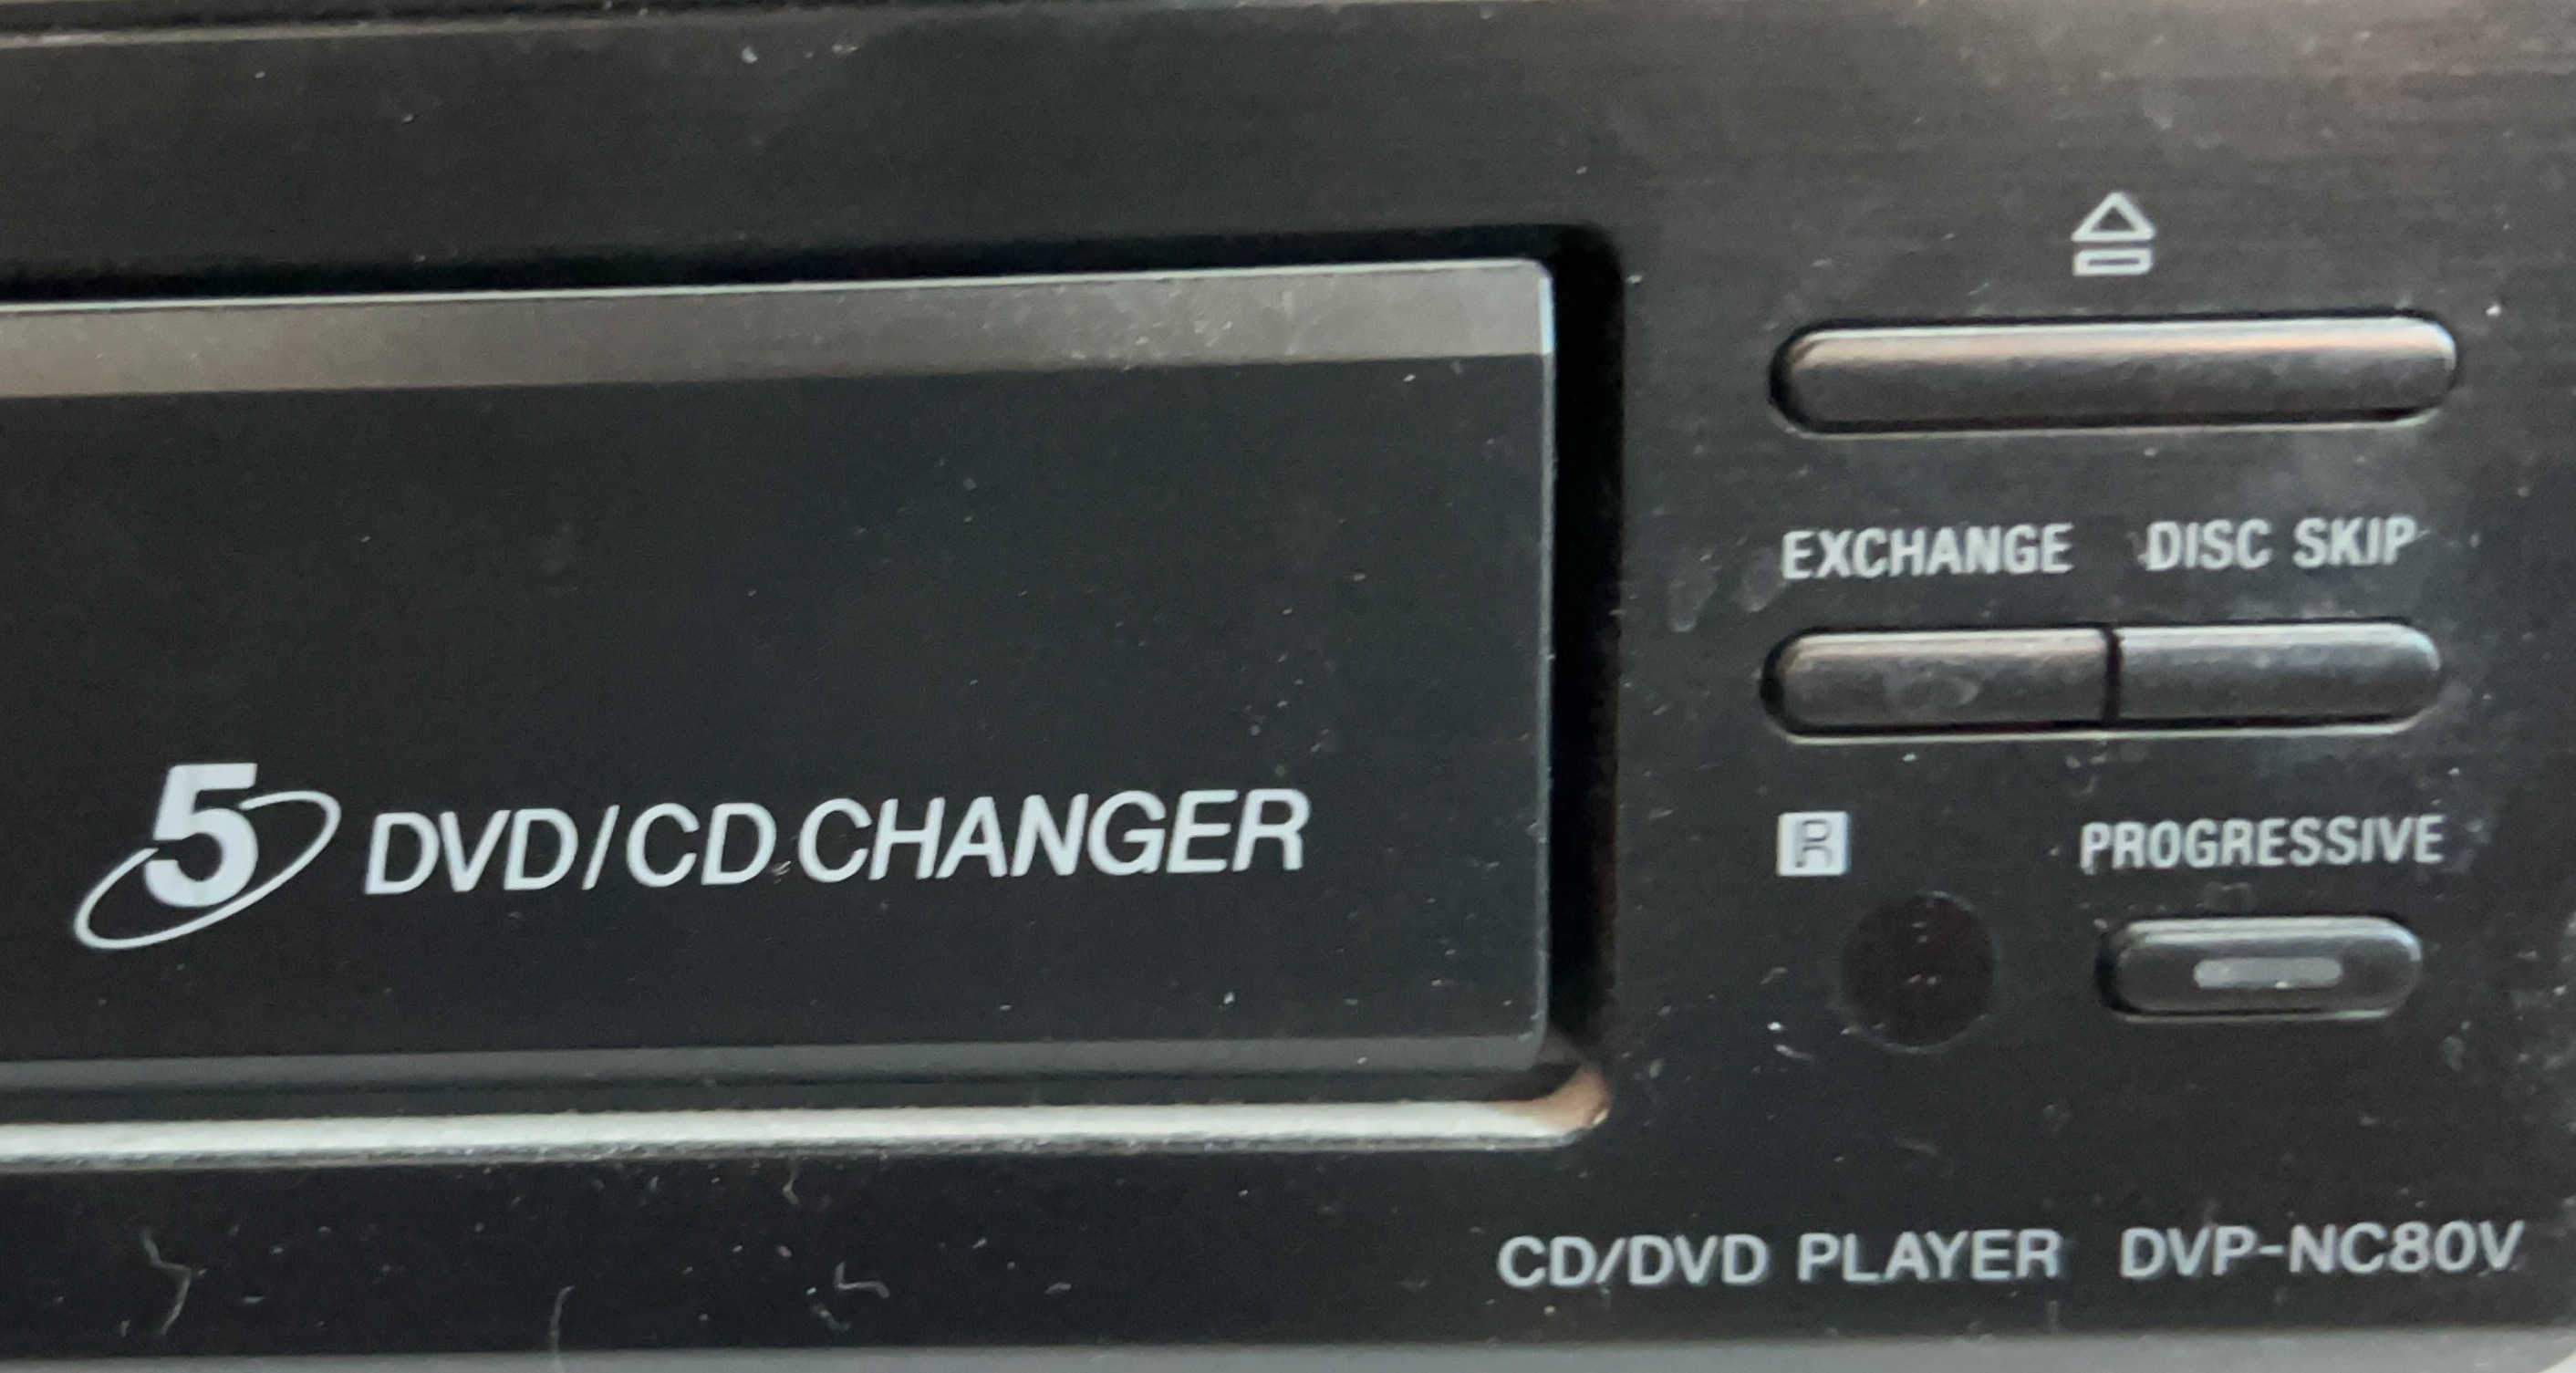 EXCHANGE DISC SKIP
5 DVD/CD CHANGER
R PROGRESSIVE
CD/DVD PLAYER DVP-NC80V